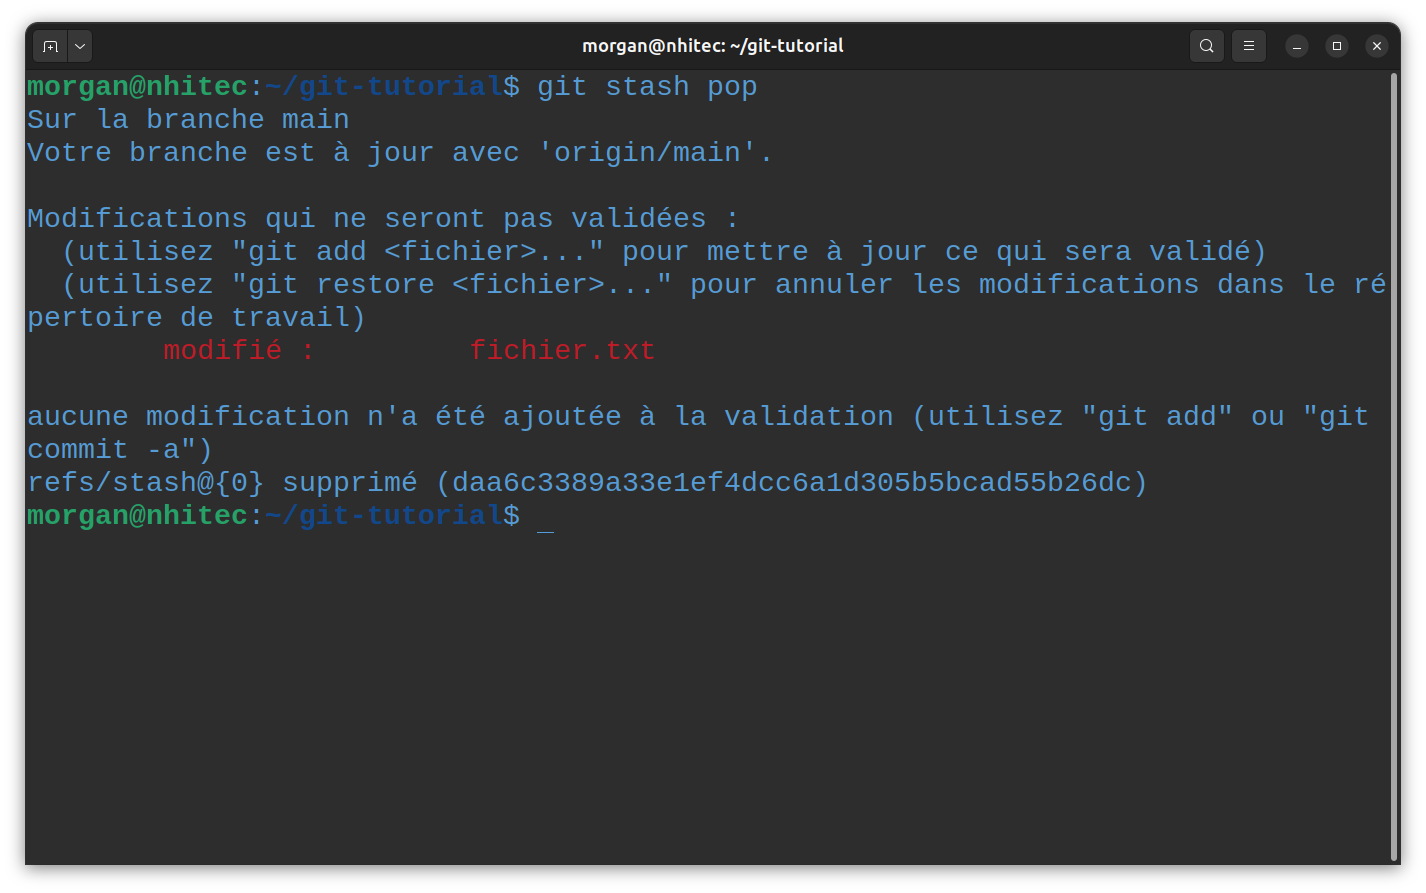 morgan@nhitec: ~/git-tutorial
morgan@nhitec:~/git-tutorial$ git stash pop
Sur la branche main
Votre branche est à jour avec 'origin/main'.
Modifications qui ne seront pas validées :
  (utilisez "git add <fichier>..." pour mettre à jour ce qui sera validé)
  (utilisez "git restore <fichier>..." pour annuler les modifications dans le ré
pertoire de travail)
        modifié :         fichier.txt
aucune modification n'a été ajoutée à la validation (utilisez "git add" ou "git
commit -a")
refs/stash@{0} supprimé (daa6c3389a33e1ef4dcc6a1d305b5bcad55b26dc)
morgan@nhitec:~/git-tutorial$ _